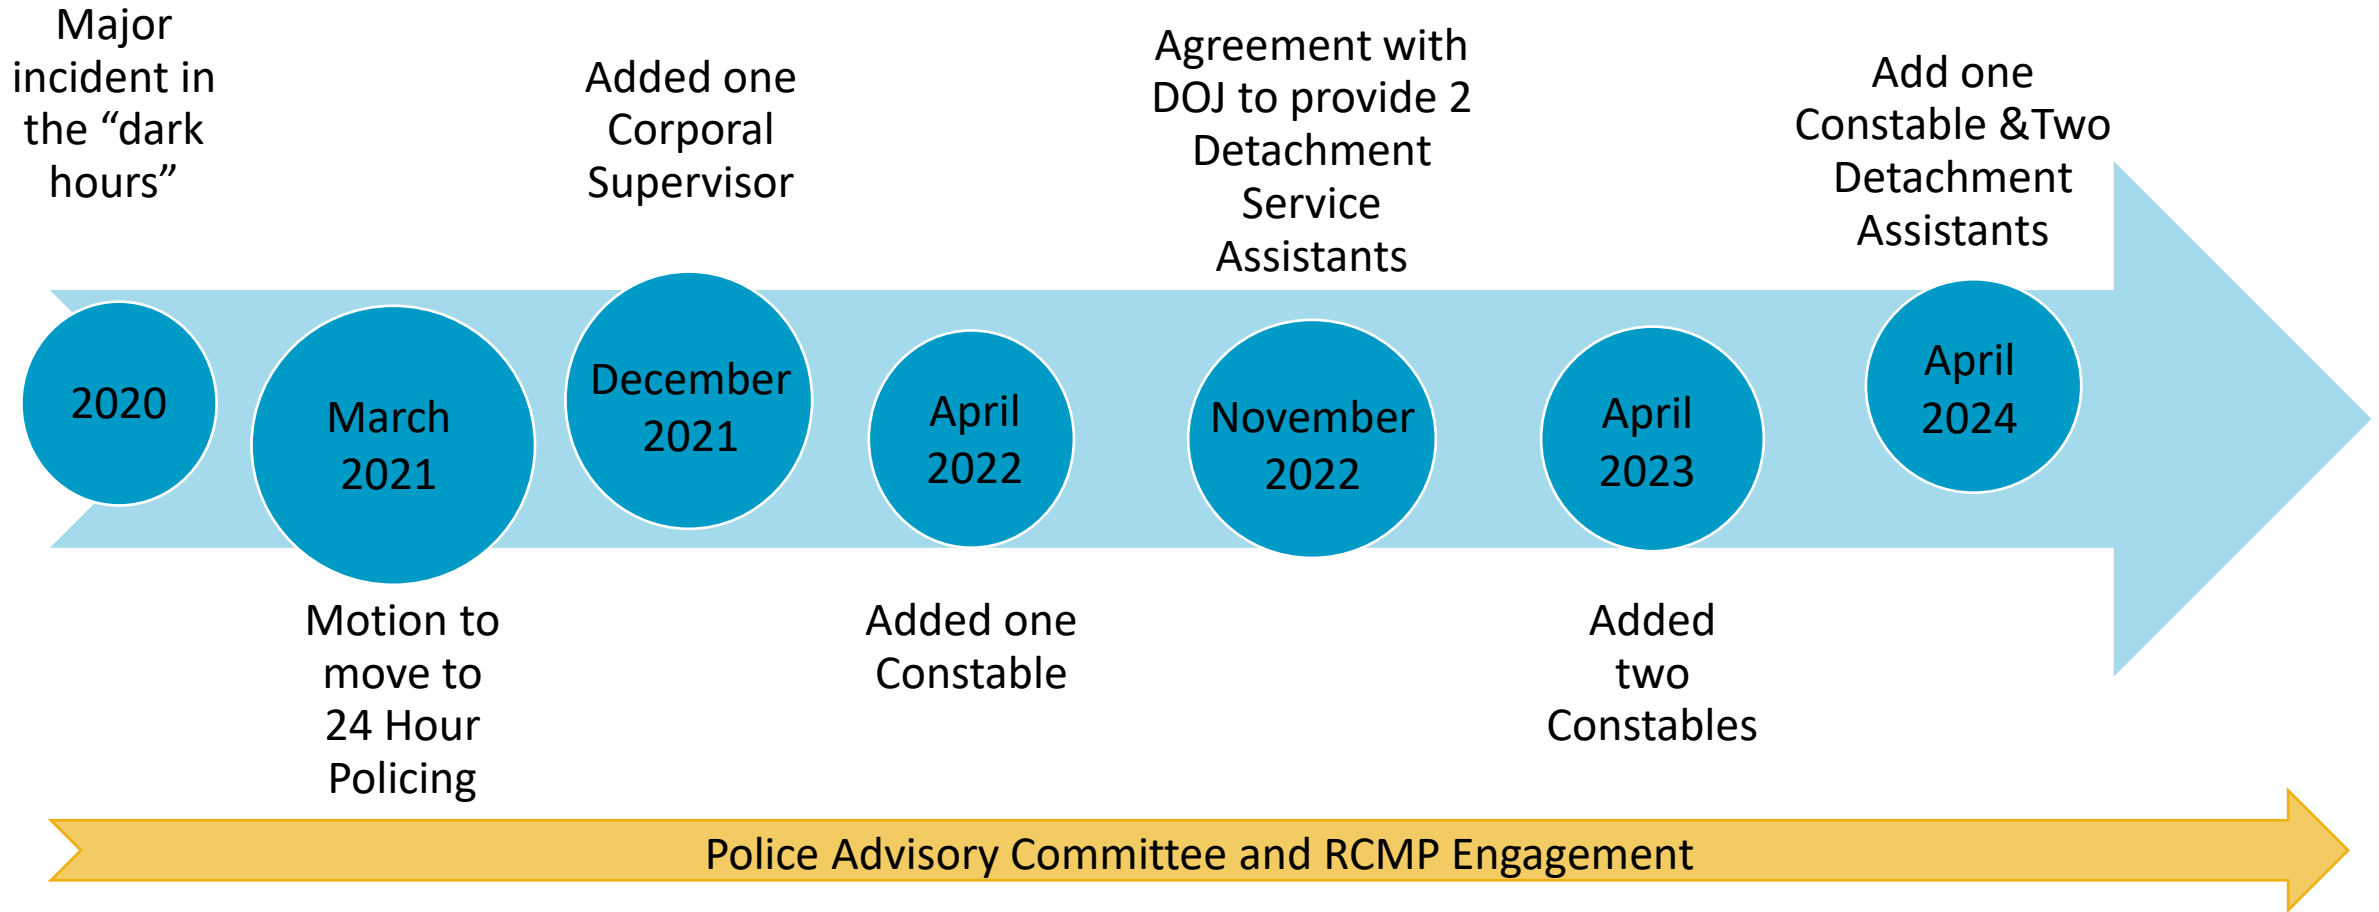 Major
incident in
the “dark
hours”
2020
March
2021
Motion to
move to
24 Hour
Policing
Added one
Corporal
Supervisor
December
2021
April
2022
Added one
Constable
Agreement with
DOJ to provide 2
Detachment
Service
Assistants
November
2022
April
2023
Added
two
Constables
Add one
Constable &Two
Detachment
Assistants
April
2024
Police Advisory Committee and RCMP Engagement